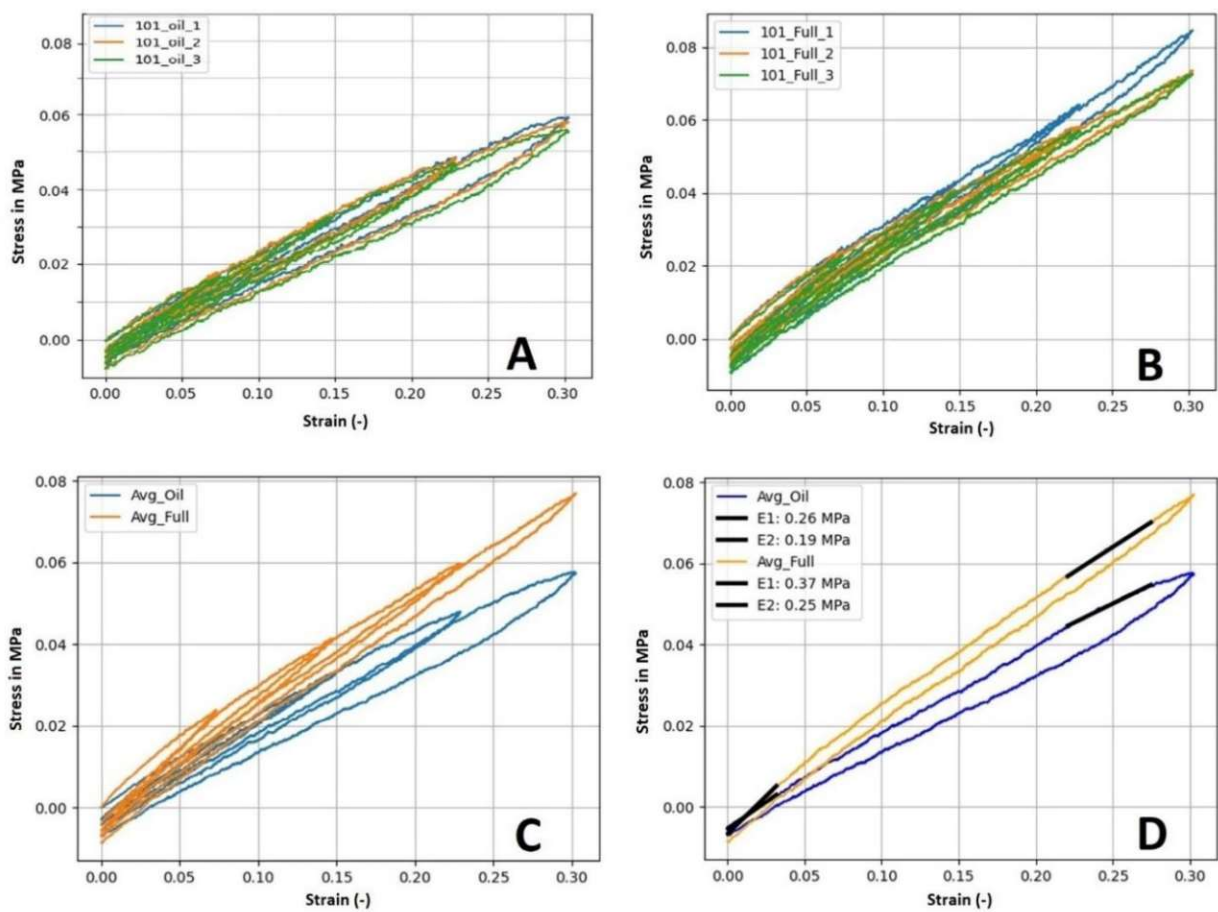 101_oil_1
101_oil_2
101_oil_3
0.08
0.06
0.04
0.02
0.00
Stress in MPa
A
0.00 0.05 0.10 0.15 0.20 0.25 0.30
Strain (-)
101_Full_1
101_Full_2
101_Full_3
0.08
0.06
0.04
0.02
0.00
Stress in MPa
B
0.00 0.05 0.10 0.15 0.20 0.25 0.30
Strain (-)
Avg_Oil
Avg_Full
0.08
0.06
0.04
0.02
0.00
Stress in MPa
C
0.00 0.05 0.10 0.15 0.20 0.25 0.30
Strain (-)
Avg_Oil
E1: 0.26 MPa
E2: 0.19 MPa
Avg_Full
E1: 0.37 MPa
E2: 0.25 MPa
0.08
0.06
0.04
0.02
0.00
Stress in MPa
D
0.00 0.05 0.10 0.15 0.20 0.25 0.30
Strain (-)